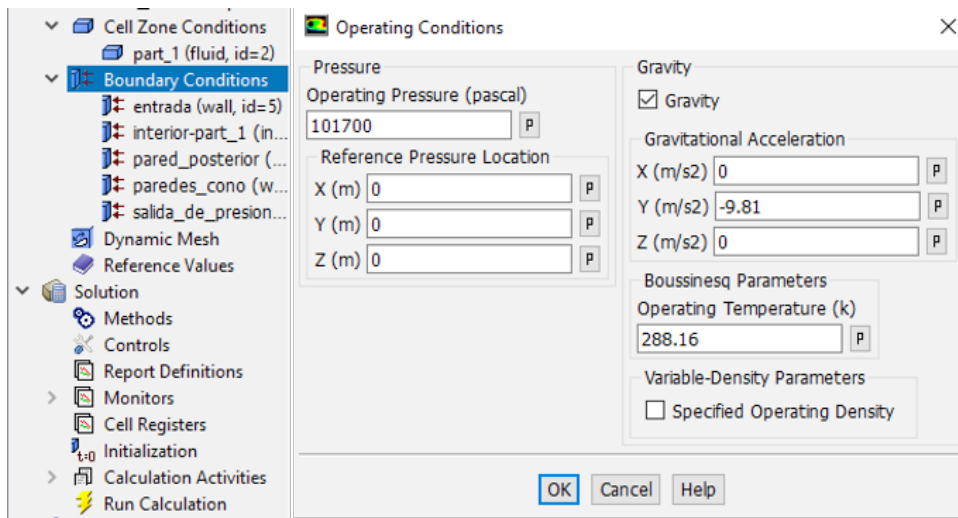 Cell Zone Conditions
part_1 (fluid, id=2)
Boundary Conditions
entrada (wall, id=5)
interior-part_1 (in...
pared_posterior (...
paredes_cono (w...
salida_de_presion...
Dynamic Mesh
Reference Values
Solution
Methods
Controls
Report Definitions
Monitors
Cell Registers
t=0 Initialization
Calculation Activities
Run Calculation
Operating Conditions
Pressure
Operating Pressure (pascal)
101700 P
Reference Pressure Location
X (m) 0 P
Y (m) 0 P
Z (m) 0 P
Gravity
Gravity
Gravitational Acceleration
X (m/s2) 0 P
Y (m/s2) -9.81 P
Z (m/s2) 0 P
Boussinesq Parameters
Operating Temperature (k)
288.16 P
Variable-Density Parameters
Specified Operating Density
OK Cancel Help